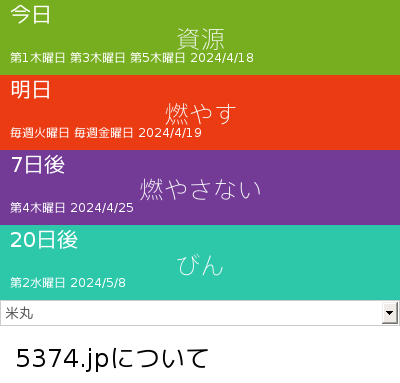 今日
資源
第1木曜日 第3木曜日 第5木曜日 2024/4/18
明日
燃やす
毎週火曜日 毎週金曜日 2024/4/19
7日後
燃やさない
第4木曜日 2024/4/25
20日後
びん
第2水曜日 2024/5/8
米丸
5374.jpについて